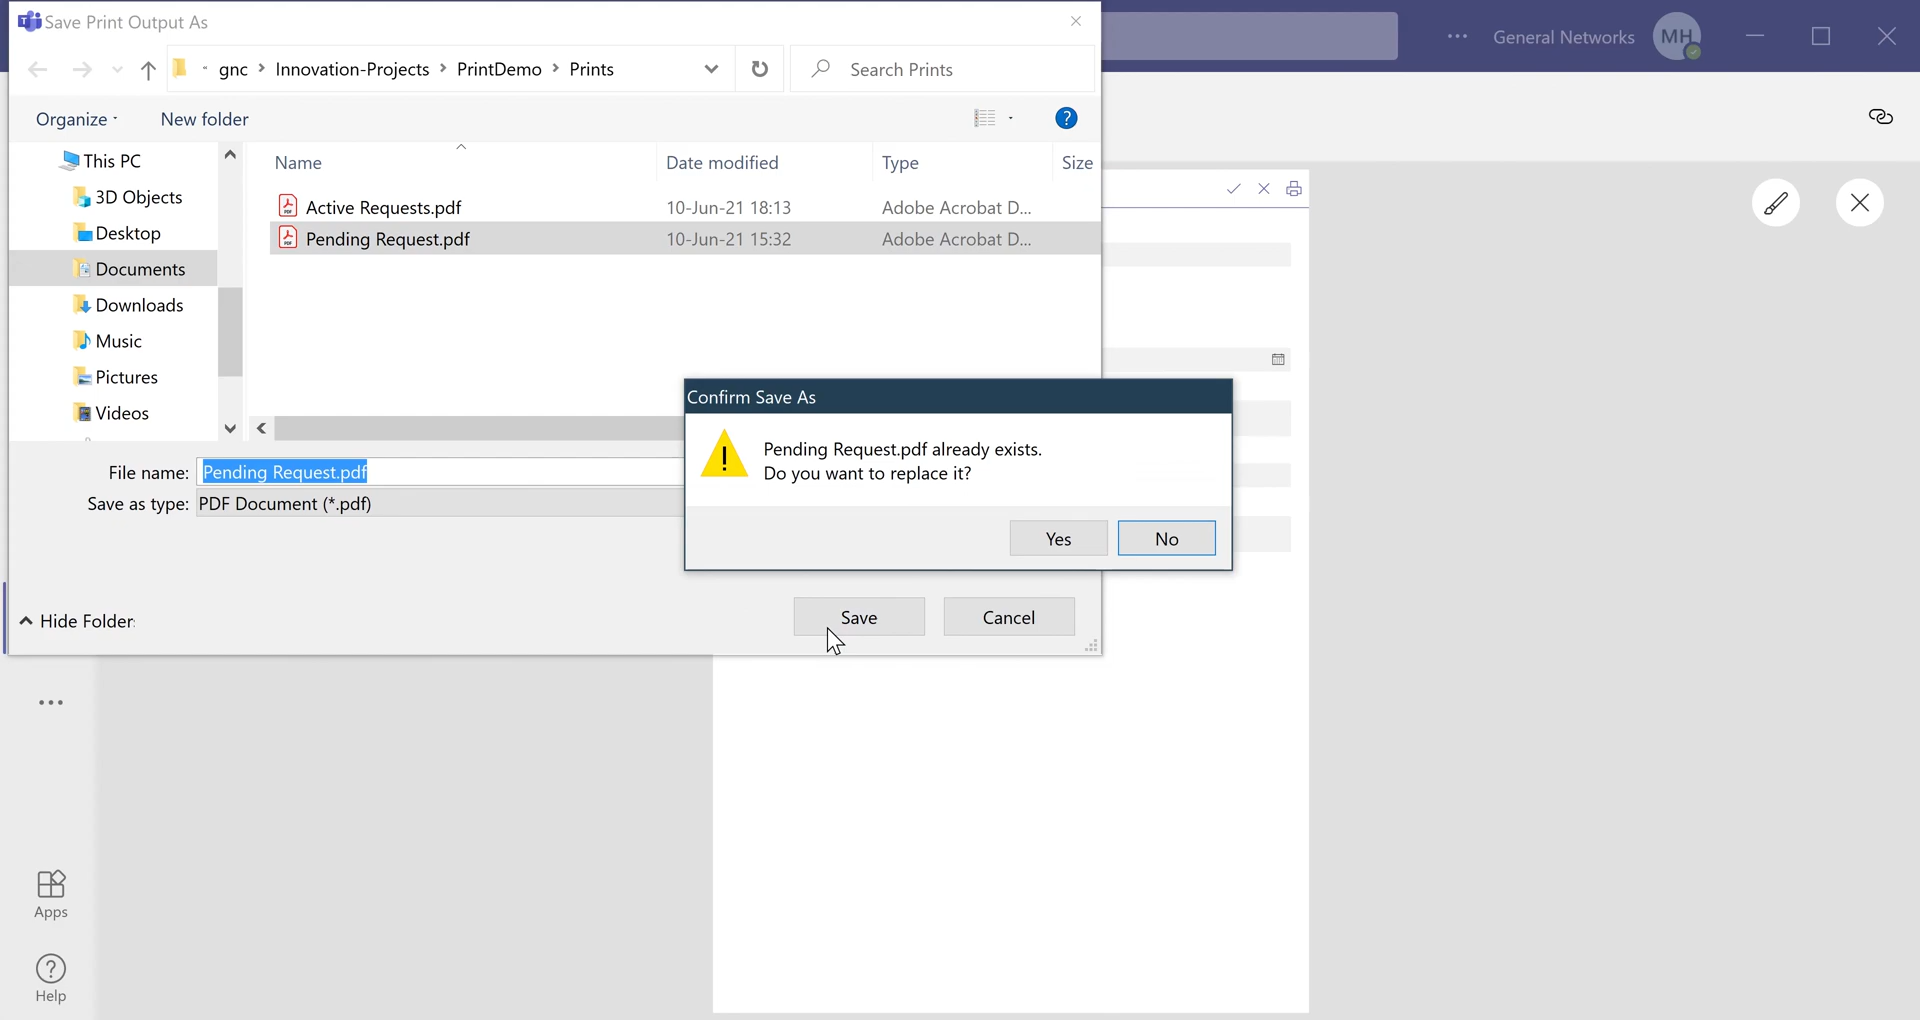 Save Print Output As
General Networks
MH
gnc > Innovation-Projects > PrintDemo > Prints
Search Prints
Organize
New folder
?
This PC
3D Objects
Desktop
Documents
Downloads
Music
Pictures
Videos
Name
Date modified
Type
Size
Active Requests.pdf
10-Jun-21 18:13
Adobe Acrobat D...
Pending Request.pdf
10-Jun-21 15:32
Adobe Acrobat D...
Confirm Save As
Pending Request.pdf already exists.
Do you want to replace it?
Yes
No
File name:
Pending Request.pdf
Save as type:
PDF Document (*.pdf)
Hide Folder
Save
Cancel
Apps
Help